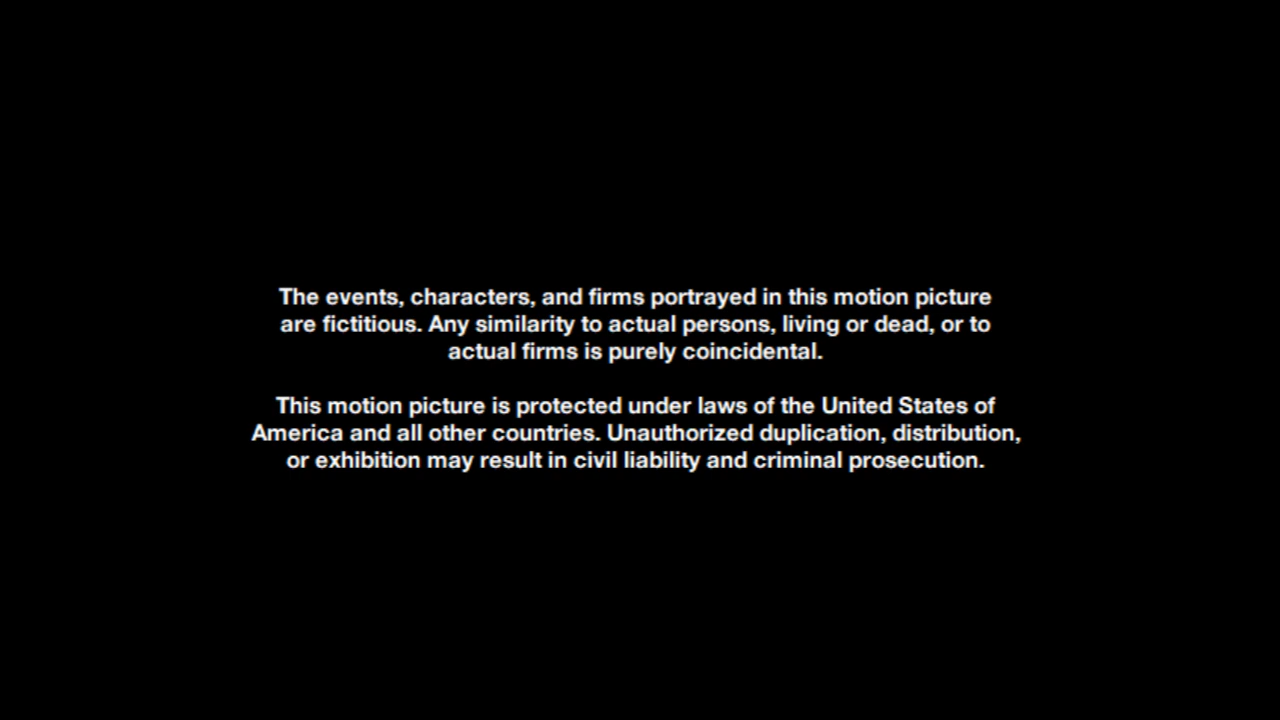 The events, characters, and firms portrayed in this motion picture
are fictitious. Any similarity to actual persons, living or dead, or to
actual firms is purely coincidental.
This motion picture is protected under laws of the United States of
America and all other countries. Unauthorized duplication, distribution,
or exhibition may result in civil liability and criminal prosecution.